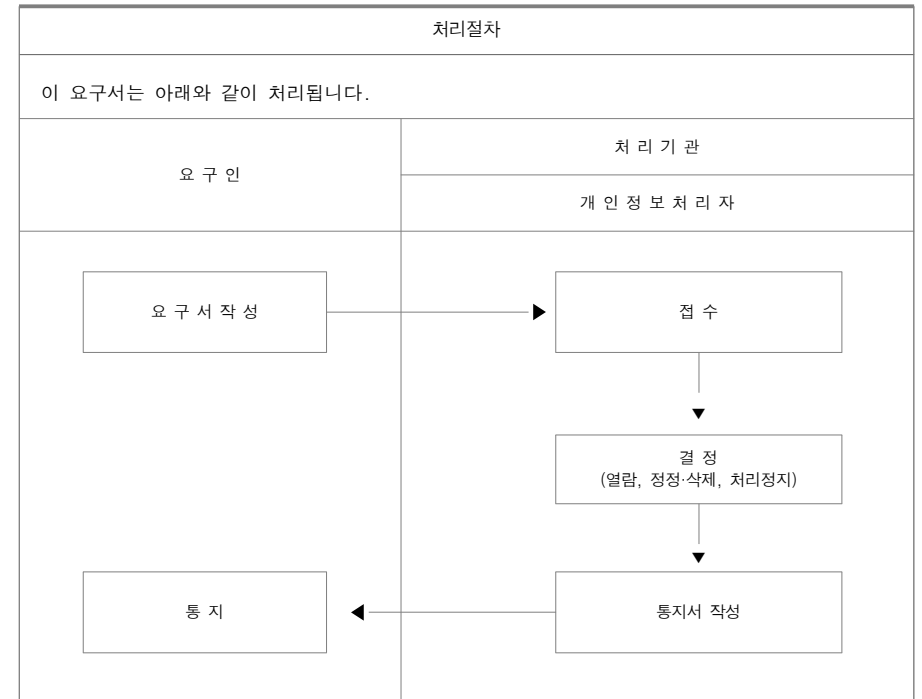 처리절차
이 요구서는 아래와 같이 처리됩니다.
요 구 인
처 리 기 관
개 인 정 보 처 리 자
요 구 서 작 성
접 수
결 정
(열람, 정정·삭제, 처리정지)
통 지
통지서 작성